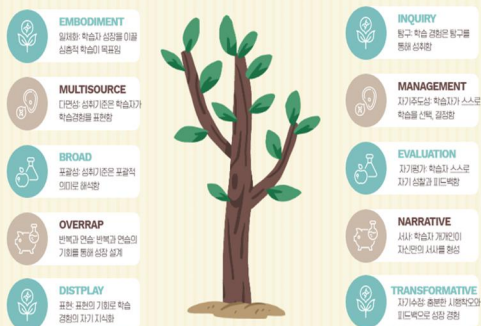 EMBODIMENT
일체화: 학습자 성장을 이끌
심층적 학습이 목표임
MULTISOURCE
다면성: 성취기준은 학습자가
학습경험을 표현함
BROAD
포괄성: 성취기준은 포괄적
의미로 해석함
OVERRAP
반복과 연습: 반복과 연습의
기회를 통해 성장 설계
DISTPLAY
표현: 표현의 기회로 학습
경험의 자기 지식화
INQUIRY
탐구: 학습 경험은 탐구를
통해 성취함
MANAGEMENT
자기주도성: 학습자가 스스로
학습을 선택, 결정함
EVALUATION
자기평가: 학습자 스스로
자기 성찰과 피드백함
NARRATIVE
서사: 학습자 개개인이
자신만의 서사를 형성
TRANSFORMATIVE
자기수정: 충분한 시행착오와
피드백으로 성장 경험